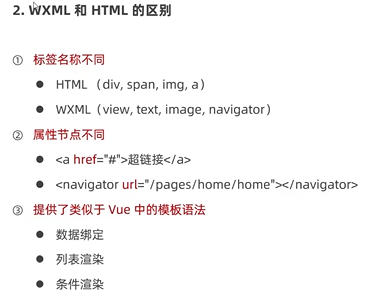 2. WXML 和 HTML 的区别
① 标签名称不同
● HTML （div, span, img, a）
● WXML（view, text, image, navigator）
② 属性节点不同
● <a href="#">超链接</a>
● <navigator url="/pages/home/home"></navigator>
③ 提供了类似于 Vue 中的模板语法
● 数据绑定
● 列表渲染
● 条件渲染